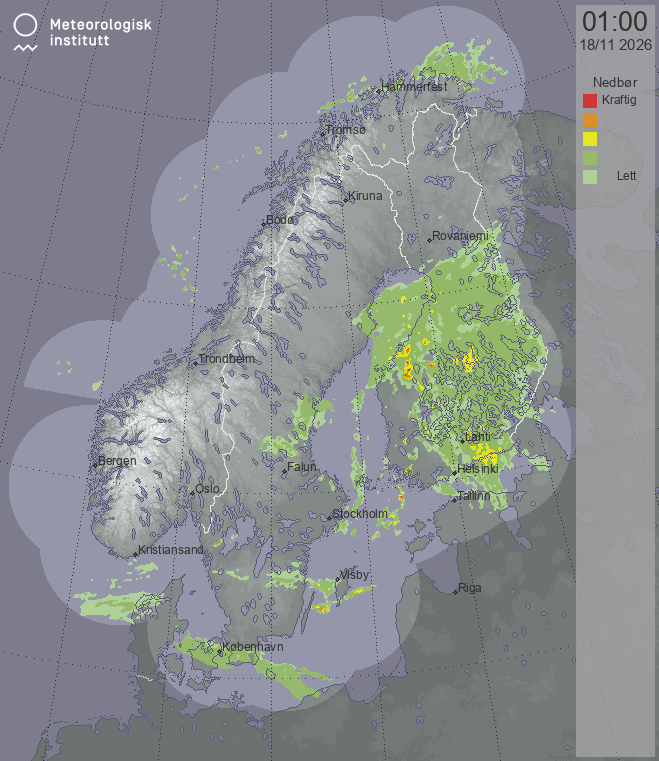 Meteorologisk
institutt
01:00
18/11 2026
Nedbør
Kraftig
Lett
Hammerfest
Tromsø
Kiruna
Bodø
Rovaniemi
Trondheim
Lahti
Bergen
Falun
Helsinki
Oslo
Tallinn
Stockholm
Kristiansand
Visby
Riga
København